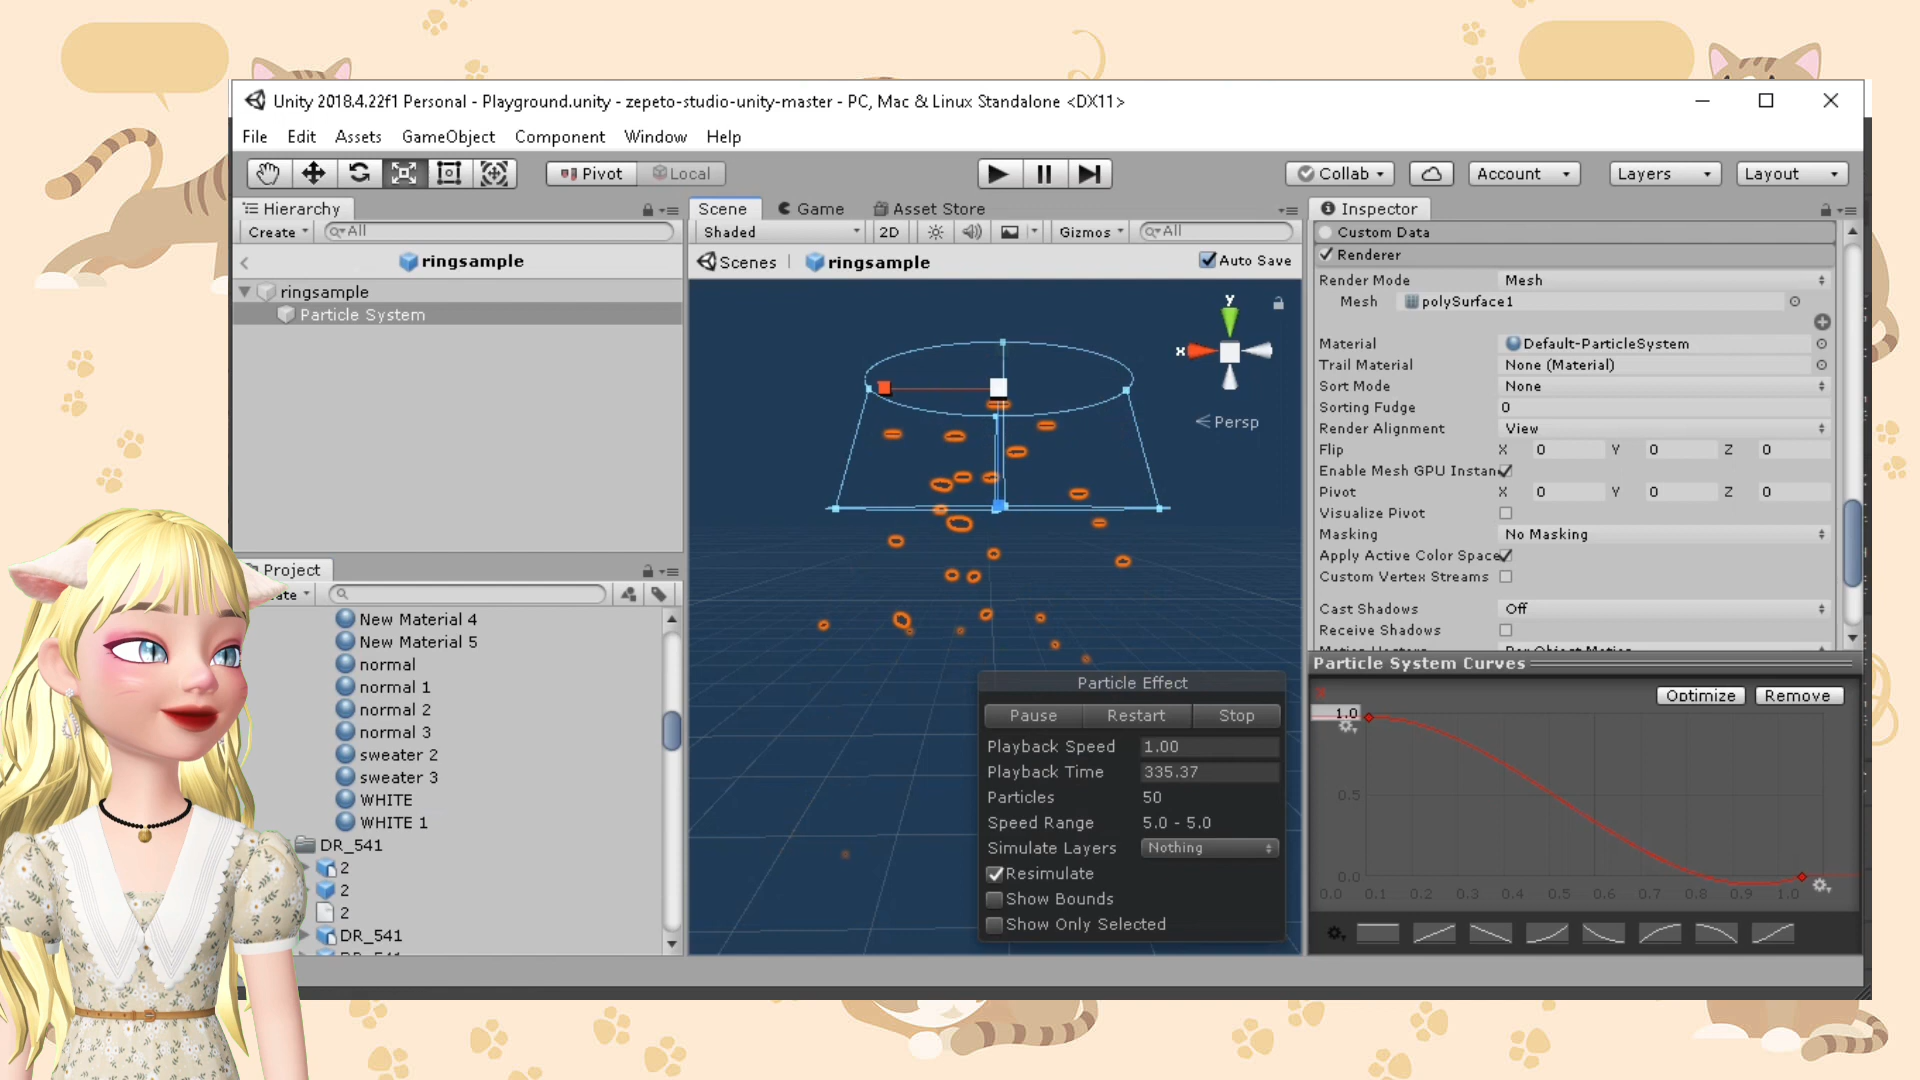 Unity 2018.4.22f1 Personal - Playground.unity - zepeto-studio-unity-master - PC, Mac & Linux Standalone <DX11>
File Edit Assets GameObject Component Window Help
Pivot Local
Collab Account Layers Layout
Hierarchy
Create All
ringsample
ringsample
Particle System
Project
New Material 4
New Material 5
normal
normal 1
normal 2
normal 3
sweater 2
sweater 3
WHITE
WHITE 1
DR_541
2
2
2
DR_541
Scene Game Asset Store
Shaded 2D Gizmos All
Scenes ringsample Auto Save
y
x
Persp
Particle Effect
Pause Restart Stop
Playback Speed 1.00
Playback Time 335.37
Particles 50
Speed Range 5.0 - 5.0
Simulate Layers Nothing
Resimulate
Show Bounds
Show Only Selected
Inspector
Custom Data
Renderer
Render Mode Mesh
Mesh polySurface1
Material Default-ParticleSystem
Trail Material None (Material)
Sort Mode None
Sorting Fudge 0
Render Alignment View
Flip X 0 Y 0 Z 0
Enable Mesh GPU Instan
Pivot X 0 Y 0 Z 0
Visualize Pivot
Masking No Masking
Apply Active Color Space
Custom Vertex Streams
Cast Shadows Off
Receive Shadows
Particle System Curves
Optimize Remove
1.0
0.5
0.0
0.0 0.1 0.2 0.3 0.4 0.5 0.6 0.7 0.8 0.9 1.0